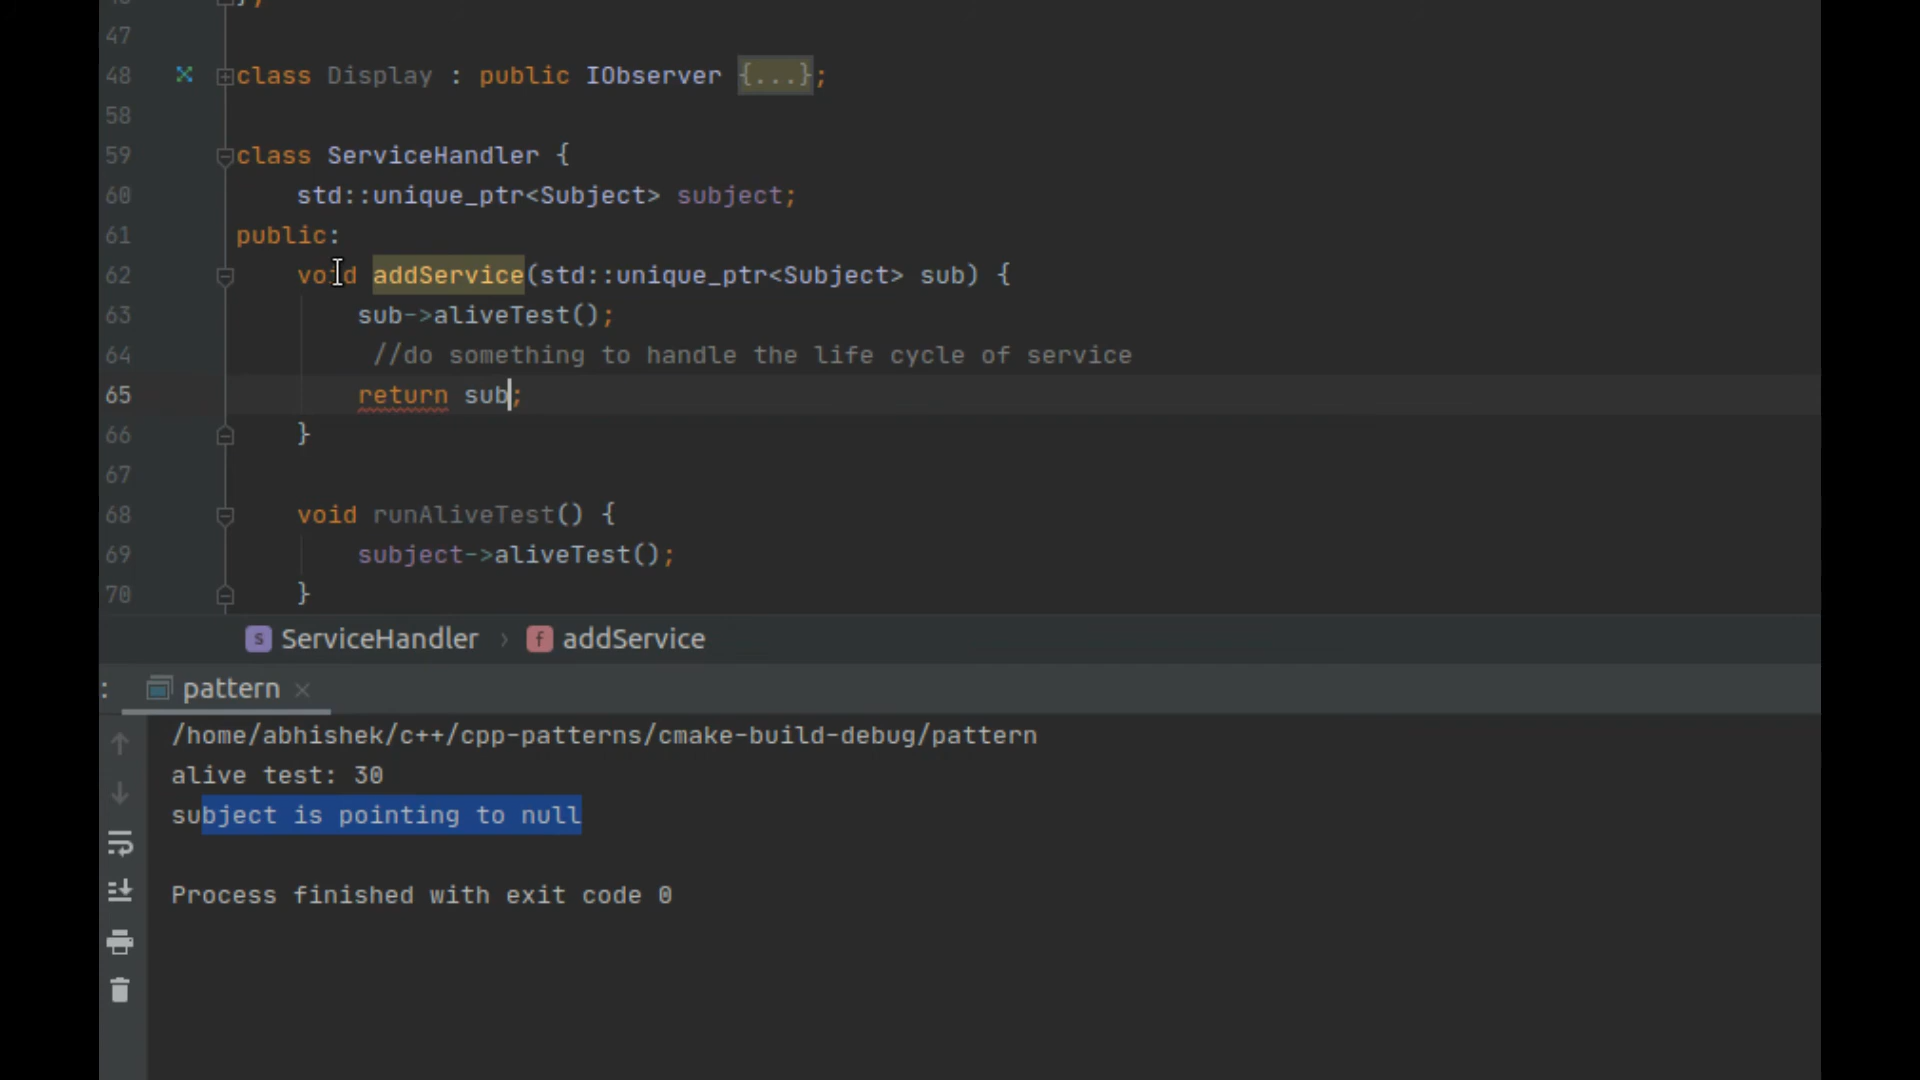 47
48 class Display : public IObserver {...};
58
59 class ServiceHandler {
60 std::unique_ptr<Subject> subject;
61 public:
62 void addService(std::unique_ptr<Subject> sub) {
63 sub->aliveTest();
64 //do something to handle the life cycle of service
65 return sub;
66 }
67
68 void runAliveTest() {
69 subject->aliveTest();
70 }
s ServiceHandler › f addService
: pattern ×
/home/abhishek/c++/cpp-patterns/cmake-build-debug/pattern
alive test: 30
subject is pointing to null
Process finished with exit code 0